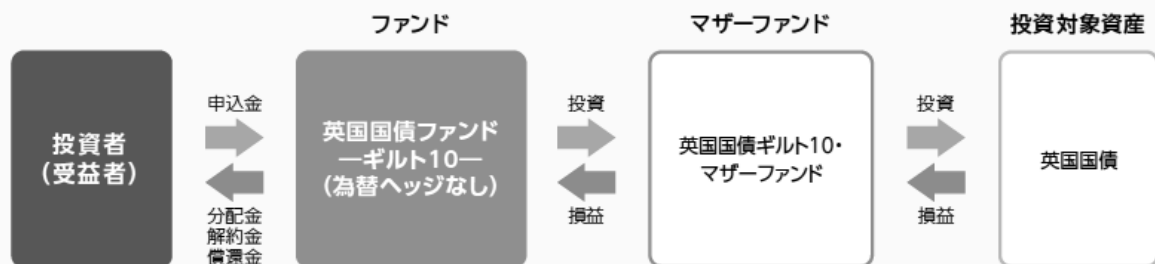 ファンド
マザーファンド
投資対象資産
投資者
(受益者)
申込金
分配金
解約金
償還金
英国国債ファンド
―ギルト10―
(為替ヘッジなし)
投資
損益
英国国債ギルト10・
マザーファンド
投資
損益
英国国債